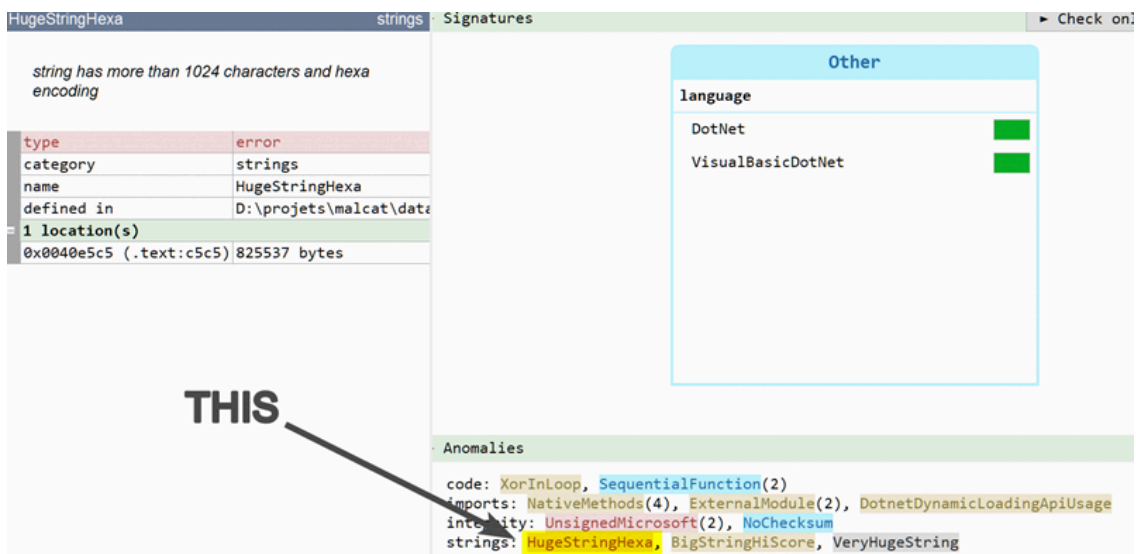 HugeStringHexa strings
string has more than 1024 characters and hexa
encoding
type error
category strings
name HugeStringHexa
defined in D:\projets\malcat\data
1 location(s)
0x0040e5c5 (.text:c5c5) 825537 bytes
THIS
Signatures
► Check onl
Other
language
DotNet
VisualBasicDotNet
Anomalies
code: XorInLoop, SequentialFunction(2)
imports: NativeMethods(4), ExternalModule(2), DotnetDynamicLoadingApiUsage
integrity: UnsignedMicrosoft(2), NoChecksum
strings: HugeStringHexa, BigStringHiScore, VeryHugeString